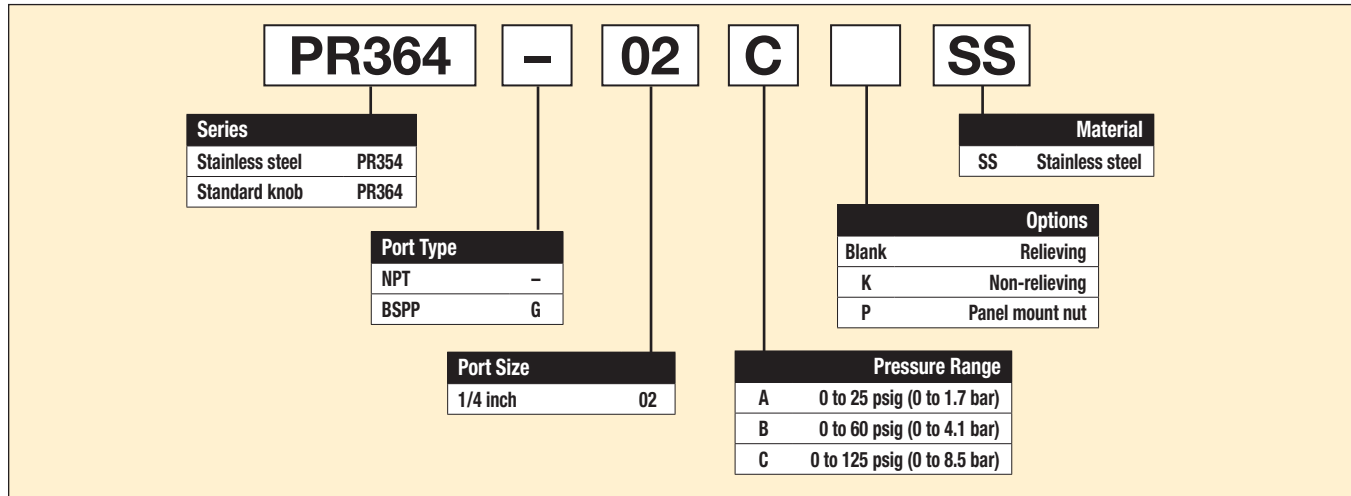 PR364 – 02 C SS
Series
Stainless steel PR354
Standard knob PR364
Material
SS Stainless steel
Port Type
NPT –
BSPP G
Options
Blank Relieving
K Non-relieving
P Panel mount nut
Port Size
1/4 inch 02
Pressure Range
A 0 to 25 psig (0 to 1.7 bar)
B 0 to 60 psig (0 to 4.1 bar)
C 0 to 125 psig (0 to 8.5 bar)